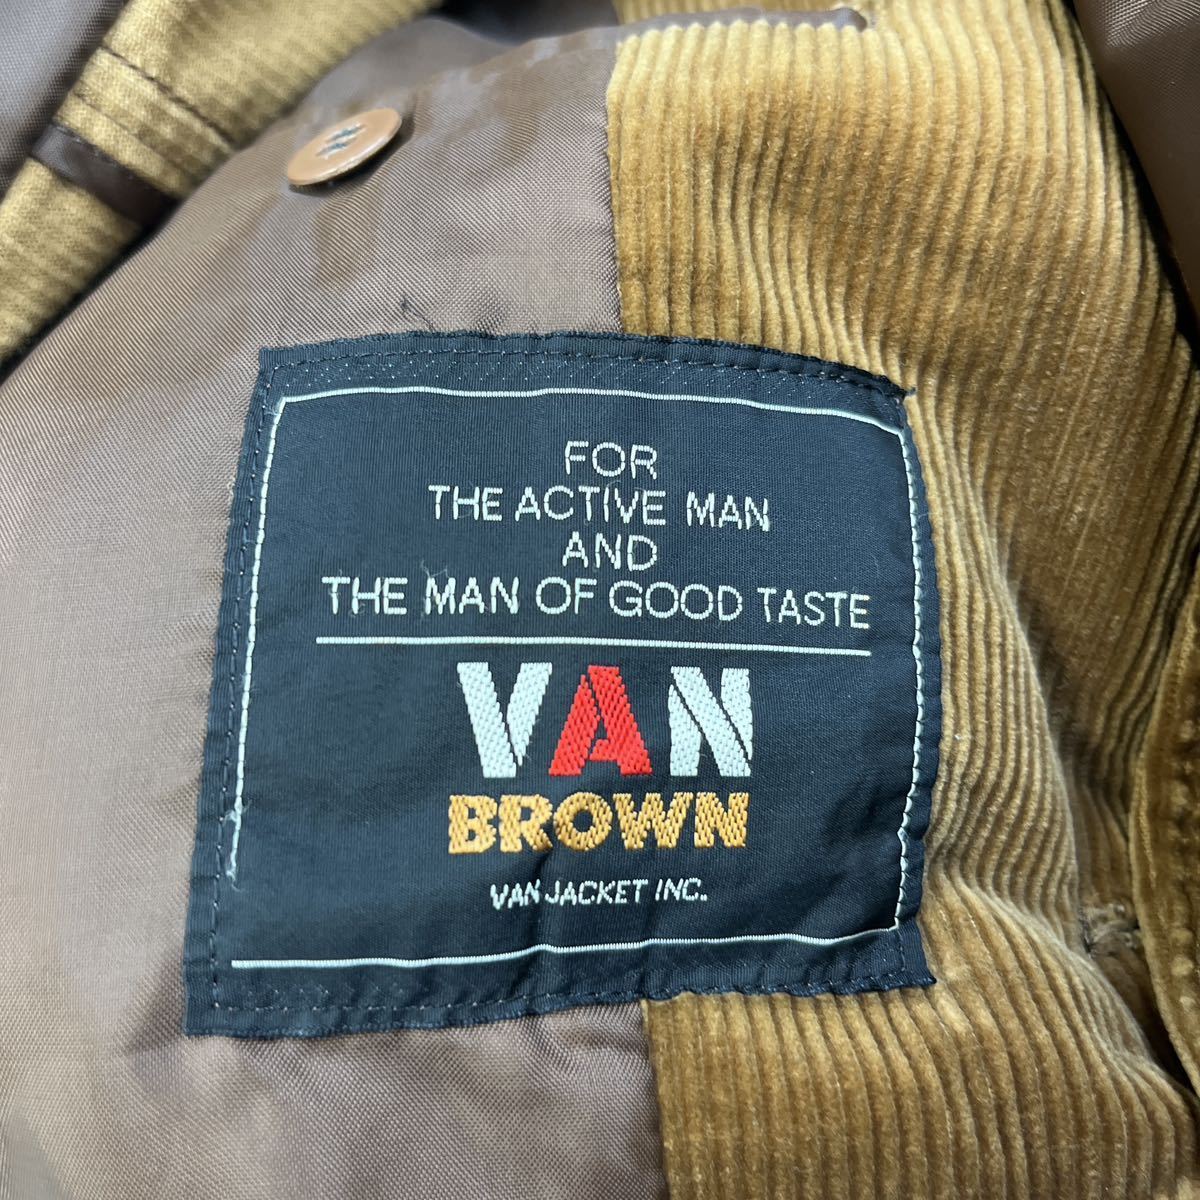 FOR
THE ACTIVE MAN
AND
THE MAN OF GOOD TASTE
VAN
BROWN
VAN JACKET INC.